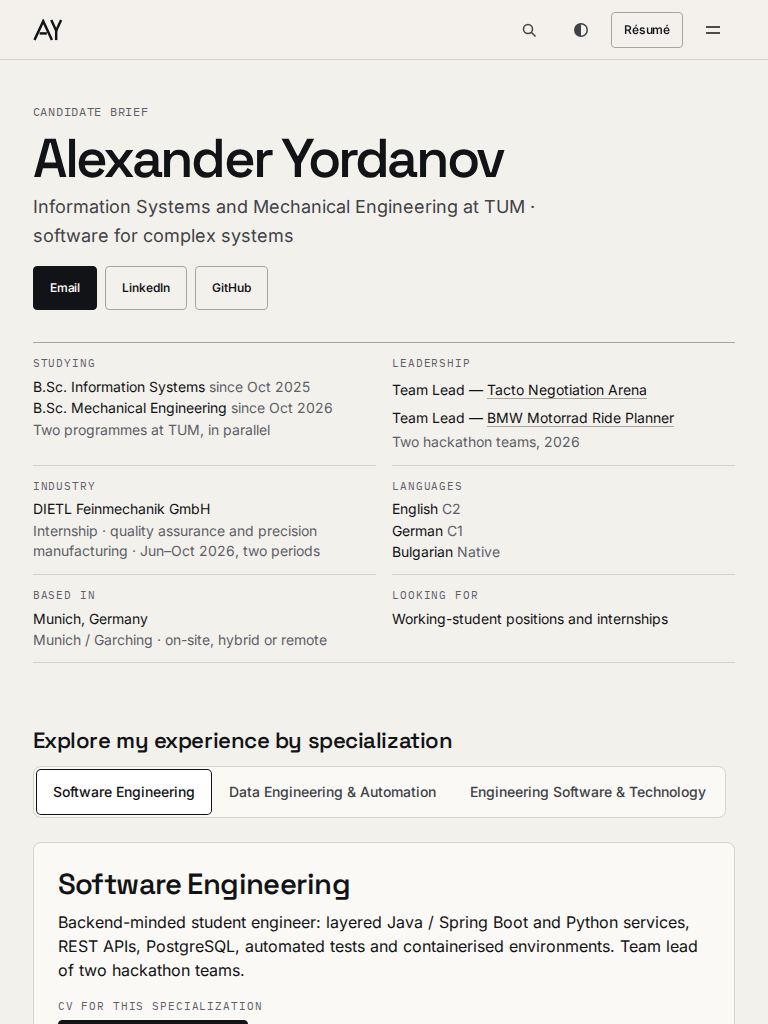 AY
Résumé
CANDIDATE BRIEF
Alexander Yordanov
Information Systems and Mechanical Engineering at TUM ·
software for complex systems
Email
LinkedIn
GitHub
STUDYING
B.Sc. Information Systems since Oct 2025
B.Sc. Mechanical Engineering since Oct 2026
Two programmes at TUM, in parallel
LEADERSHIP
Team Lead — Tacto Negotiation Arena
Team Lead — BMW Motorrad Ride Planner
Two hackathon teams, 2026
INDUSTRY
DIETL Feinmechanik GmbH
Internship · quality assurance and precision
manufacturing · Jun–Oct 2026, two periods
LANGUAGES
English C2
German C1
Bulgarian Native
BASED IN
Munich, Germany
Munich / Garching · on-site, hybrid or remote
LOOKING FOR
Working-student positions and internships
Explore my experience by specialization
Software Engineering
Data Engineering & Automation
Engineering Software & Technology
Software Engineering
Backend-minded student engineer: layered Java / Spring Boot and Python services,
REST APIs, PostgreSQL, automated tests and containerised environments. Team lead
of two hackathon teams.
CV FOR THIS SPECIALIZATION